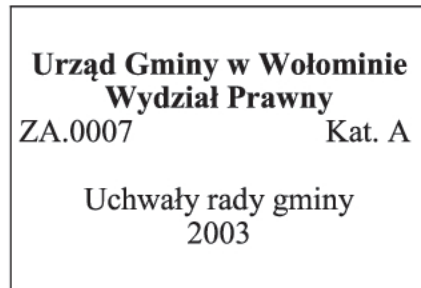 Urząd Gminy w Wołominie
Wydział Prawny
ZA.0007 Kat. A
Uchwały rady gminy
2003